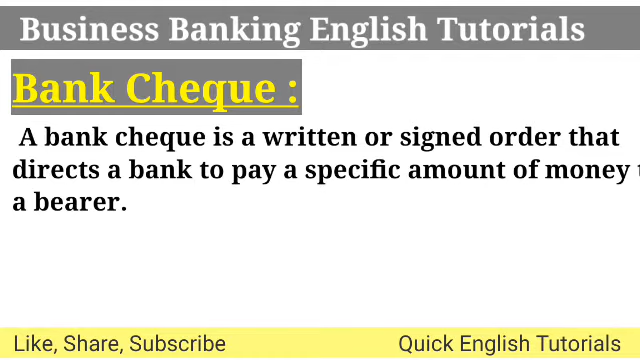 Business Banking English Tutorials
Bank Cheque :
A bank cheque is a written or signed order that
directs a bank to pay a specific amount of money
a bearer.
Like, Share, Subscribe
Quick English Tutorials